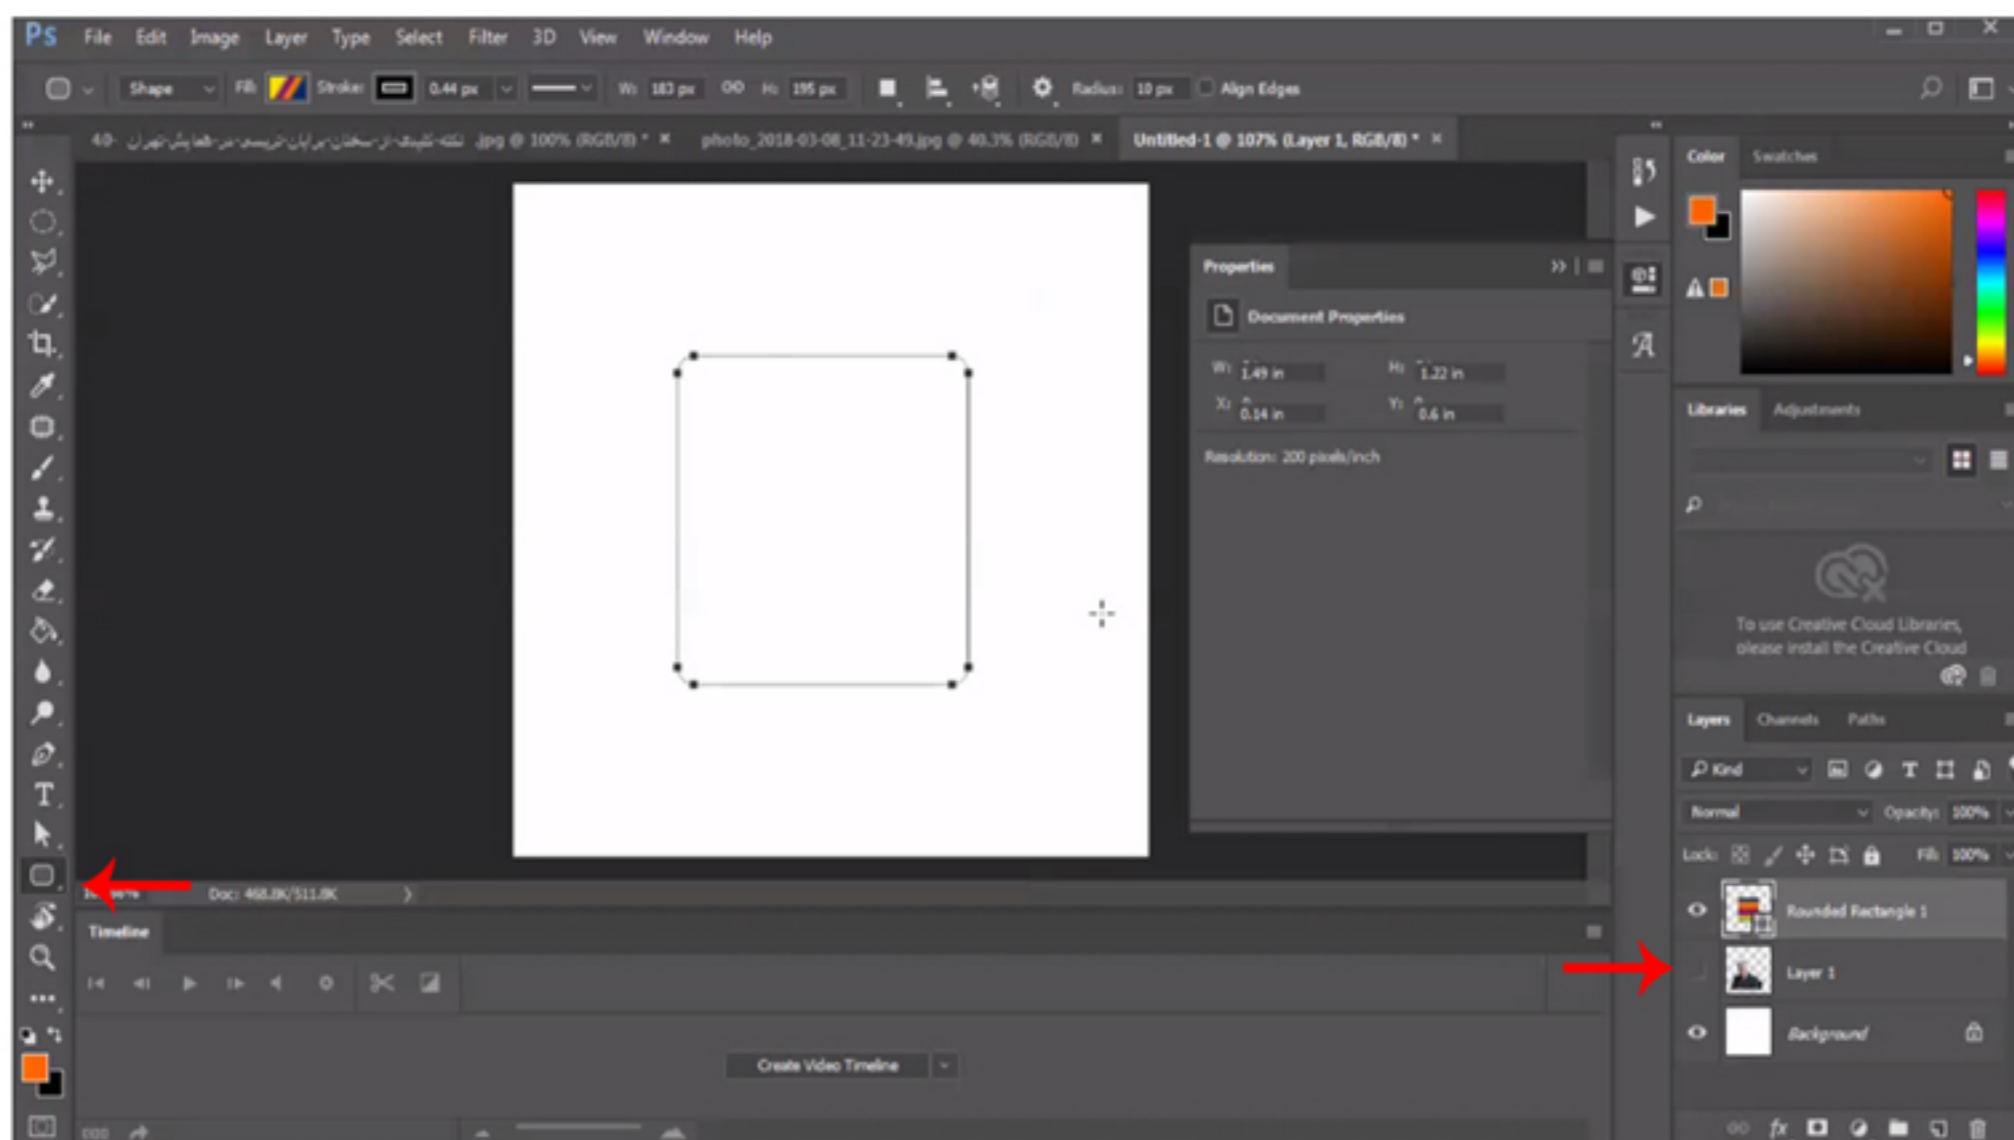 Ps File Edit Image Layer Type Select Filter 3D View Window Help
Shape Fill: Stroke: 0.44 px W: 183 px H: 195 px Radius: 10 px Align Edges
.jpg @ 100% (RGB/8) * × photo_2018-03-08_11-23-49.jpg @ 40.3% (RGB/8) × Untitled-1 @ 107% (Layer 1, RGB/8) * ×
Color Swatches
Properties
Document Properties
W: 1.49 in H: 1.22 in
X: 0.14 in Y: 0.6 in
Resolution: 200 pixels/inch
Libraries Adjustments
To use Creative Cloud Libraries,
please install the Creative Cloud
Layers Channels Paths
Kind
Normal Opacity: 100%
Lock: Fill: 100%
Rounded Rectangle 1
Layer 1
Background
Doc: 468.8K/511.8K
Timeline
Create Video Timeline
fx